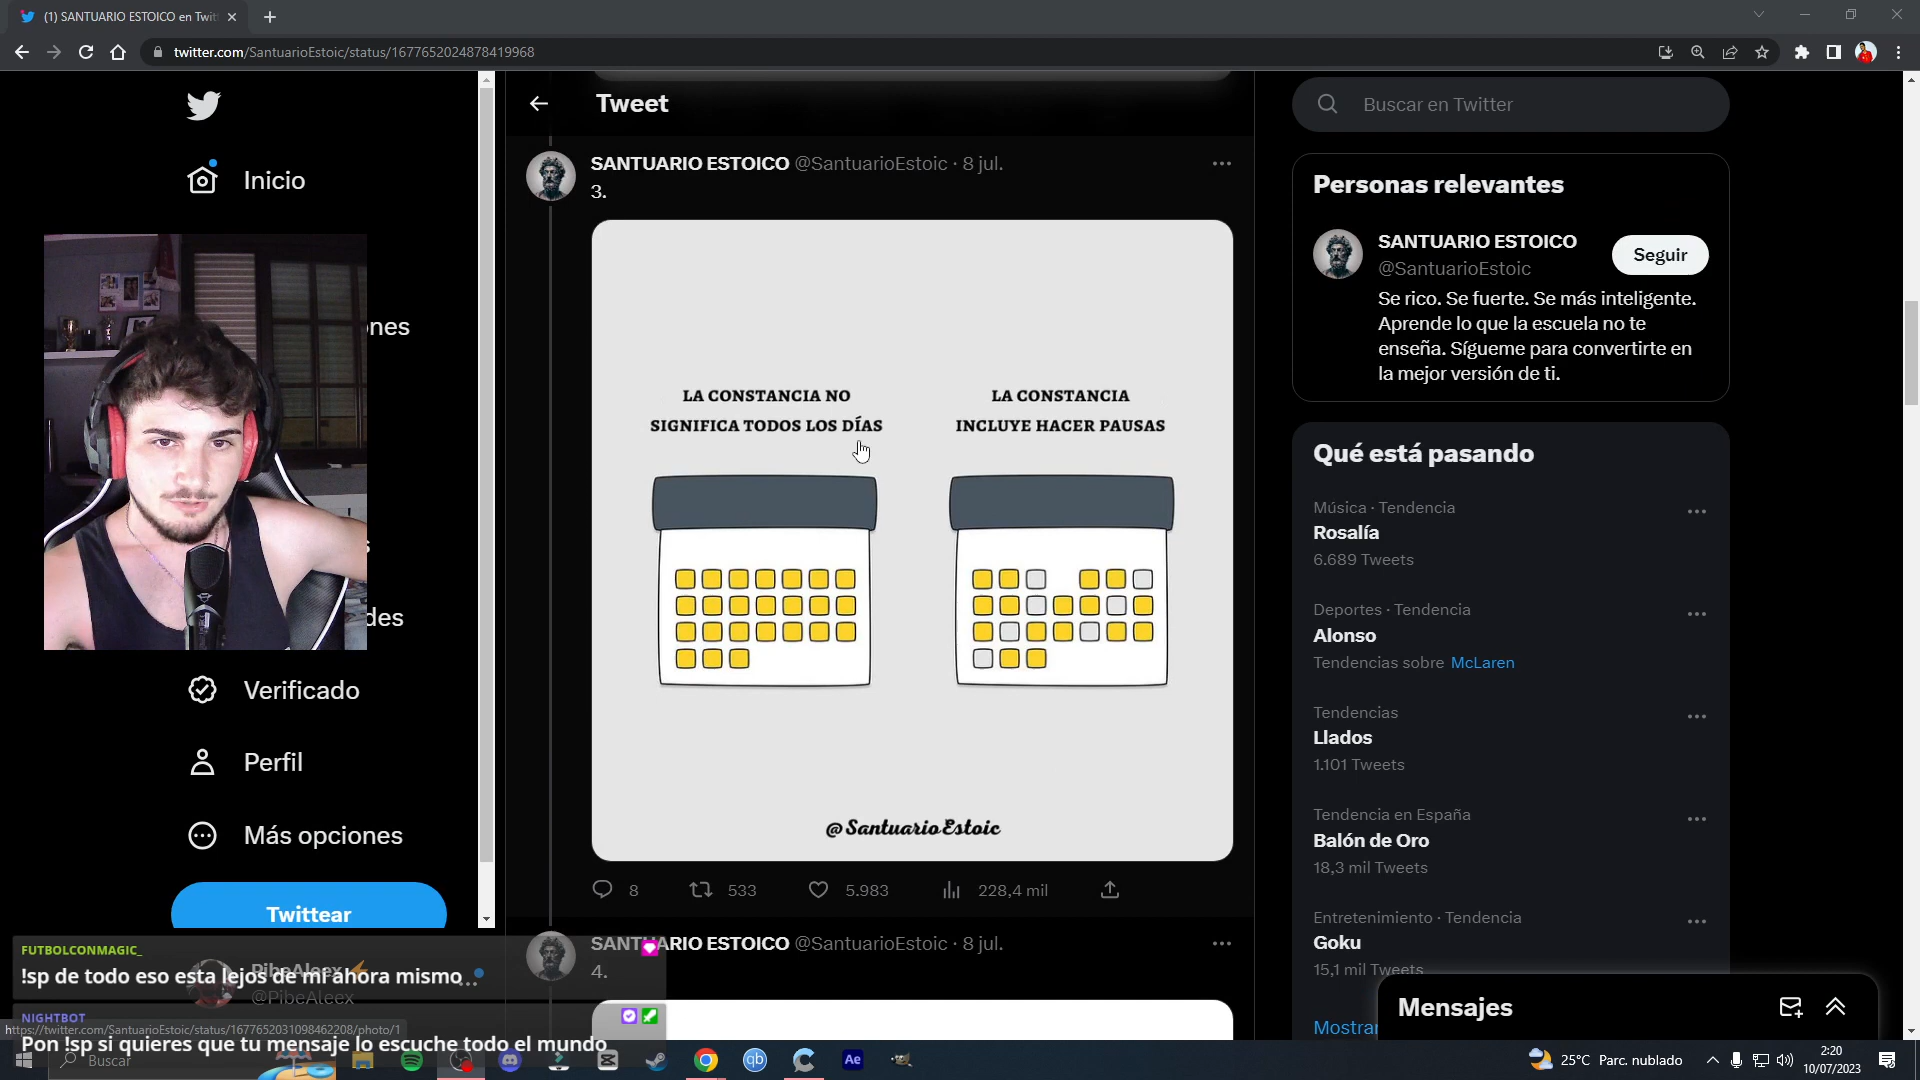 (1) SANTUARIO ESTOICO en Twit
twitter.com/SantuarioEstoic/status/1677652024878419968
Inicio
nes
s
des
Verificado
Perfil
Más opciones
Twittear
PibeAleex
@PibeAleex
FUTBOLCONMAGIC_
!sp de todo eso esta lejos de mi ahora mismo
NIGHTBOT
https://twitter.com/SantuarioEstoic/status/1677652031098462208/photo/1
Pon !sp si quieres que tu mensaje lo escuche todo el mundo
Tweet
SANTUARIO ESTOICO @SantuarioEstoic · 8 jul.
3.
LA CONSTANCIA NO
SIGNIFICA TODOS LOS DÍAS
LA CONSTANCIA
INCLUYE HACER PAUSAS
@SantuarioEstoic
8 533 5.983 228,4 mil
SANTUARIO ESTOICO @SantuarioEstoic · 8 jul.
4.
Buscar en Twitter
Personas relevantes
SANTUARIO ESTOICO
@SantuarioEstoic
Seguir
Se rico. Se fuerte. Se más inteligente.
Aprende lo que la escuela no te
enseña. Sígueme para convertirte en
la mejor versión de ti.
Qué está pasando
Música · Tendencia
Rosalía
6.689 Tweets
Deportes · Tendencia
Alonso
Tendencias sobre McLaren
Tendencias
Llados
1.101 Tweets
Tendencia en España
Balón de Oro
18,3 mil Tweets
Entretenimiento · Tendencia
Goku
15,1 mil Tweets
Mostrar
Mensajes
Buscar
qb
Ae
25°C Parc. nublado
2:20
10/07/2023